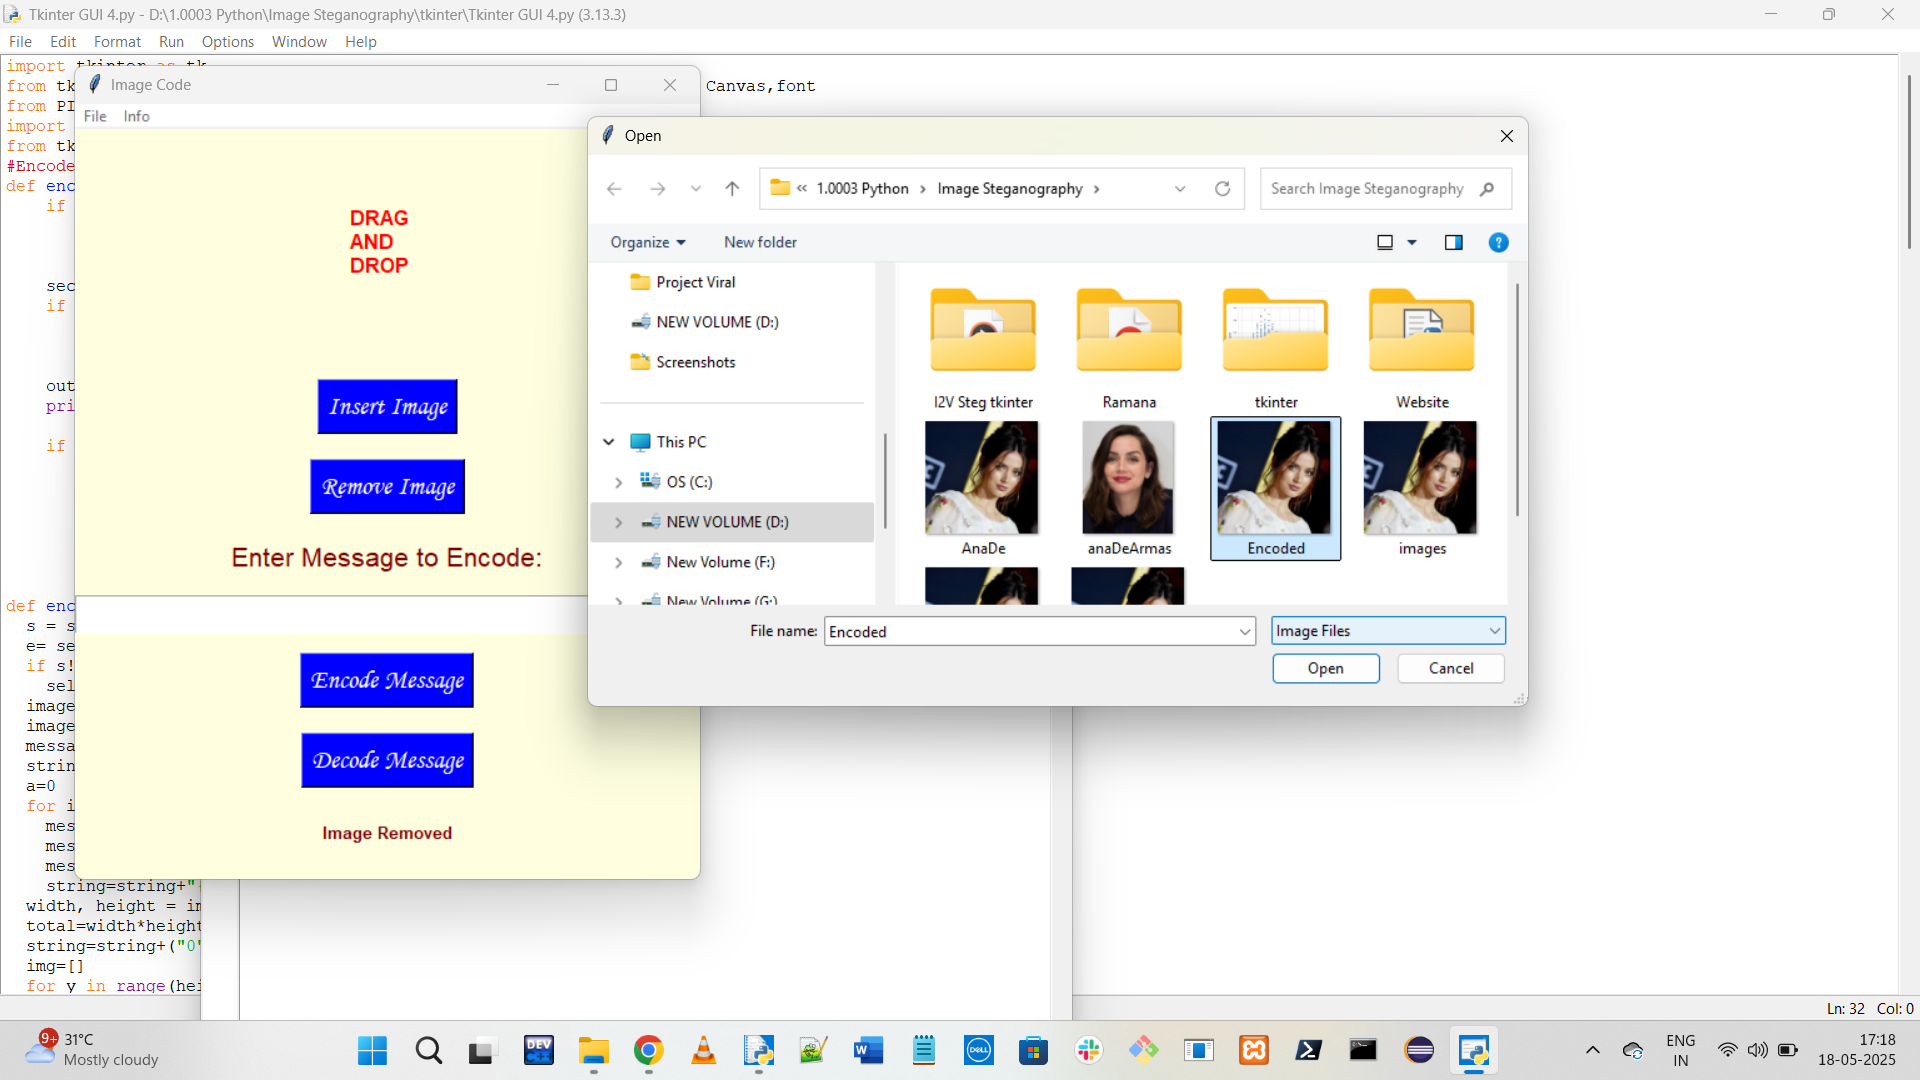 Tkinter GUI 4.py - D:\1.0003 Python\Image Steganography\tkinter\Tkinter GUI 4.py (3.13.3)
File Edit Format Run Options Window Help
import tkinter as tk
from tk
Canvas,font
from PI
import
from tk
#Encode
def enc
if
sec
if
out
pri
if
def enc
s = s
e= se
if s!
sel
image
image
messa
strin
a=0
for i
mes
mes
mes
string=string+"
width, height = im
total=width*height
string=string+("0"
img=[]
for y in range(hei
Image Code
File Info
DRAG
AND
DROP
Insert Image
Remove Image
Enter Message to Encode:
Encode Message
Decode Message
Image Removed
Open
« 1.0003 Python › Image Steganography ›
Search Image Steganography
Organize
New folder
Project Viral
NEW VOLUME (D:)
Screenshots
This PC
OS (C:)
NEW VOLUME (D:)
New Volume (F:)
New Volume (G:)
I2V Steg tkinter
Ramana
tkinter
Website
AnaDe
anaDeArmas
Encoded
images
File name: Encoded
Image Files
Open
Cancel
Ln: 32 Col: 0
9+
31°C
Mostly cloudy
DEV
C++
DELL
ENG
IN
17:18
18-05-2025